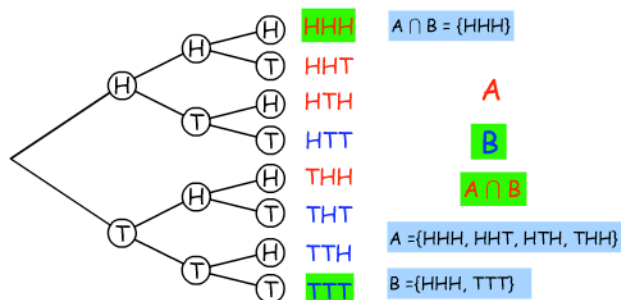 H HHH A ∩ B = {HHH}
H
T HHT
H
H HTH A
T
T HTT B
H THH A ∩ B
H
T THT
T
H TTH A ={HHH, HHT, HTH, THH}
T
T TTT B ={HHH, TTT}